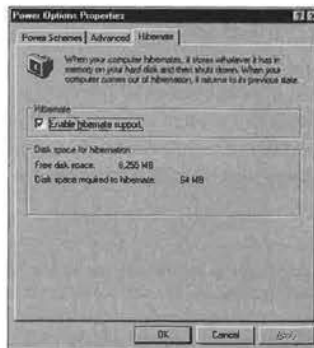 Power Options Properties
Power Schemes Advanced Hibernate
When your computer hibernates, it stores whatever it has in
memory on your hard disk and then shuts down. When your
computer comes out of hibernation, it returns to its previous state.
Hibernate
Enable hibernate support.
Disk space for hibernation
Free disk space: 6,255 MB
Disk space required to hibernate: 64 MB
OK Cancel Apply